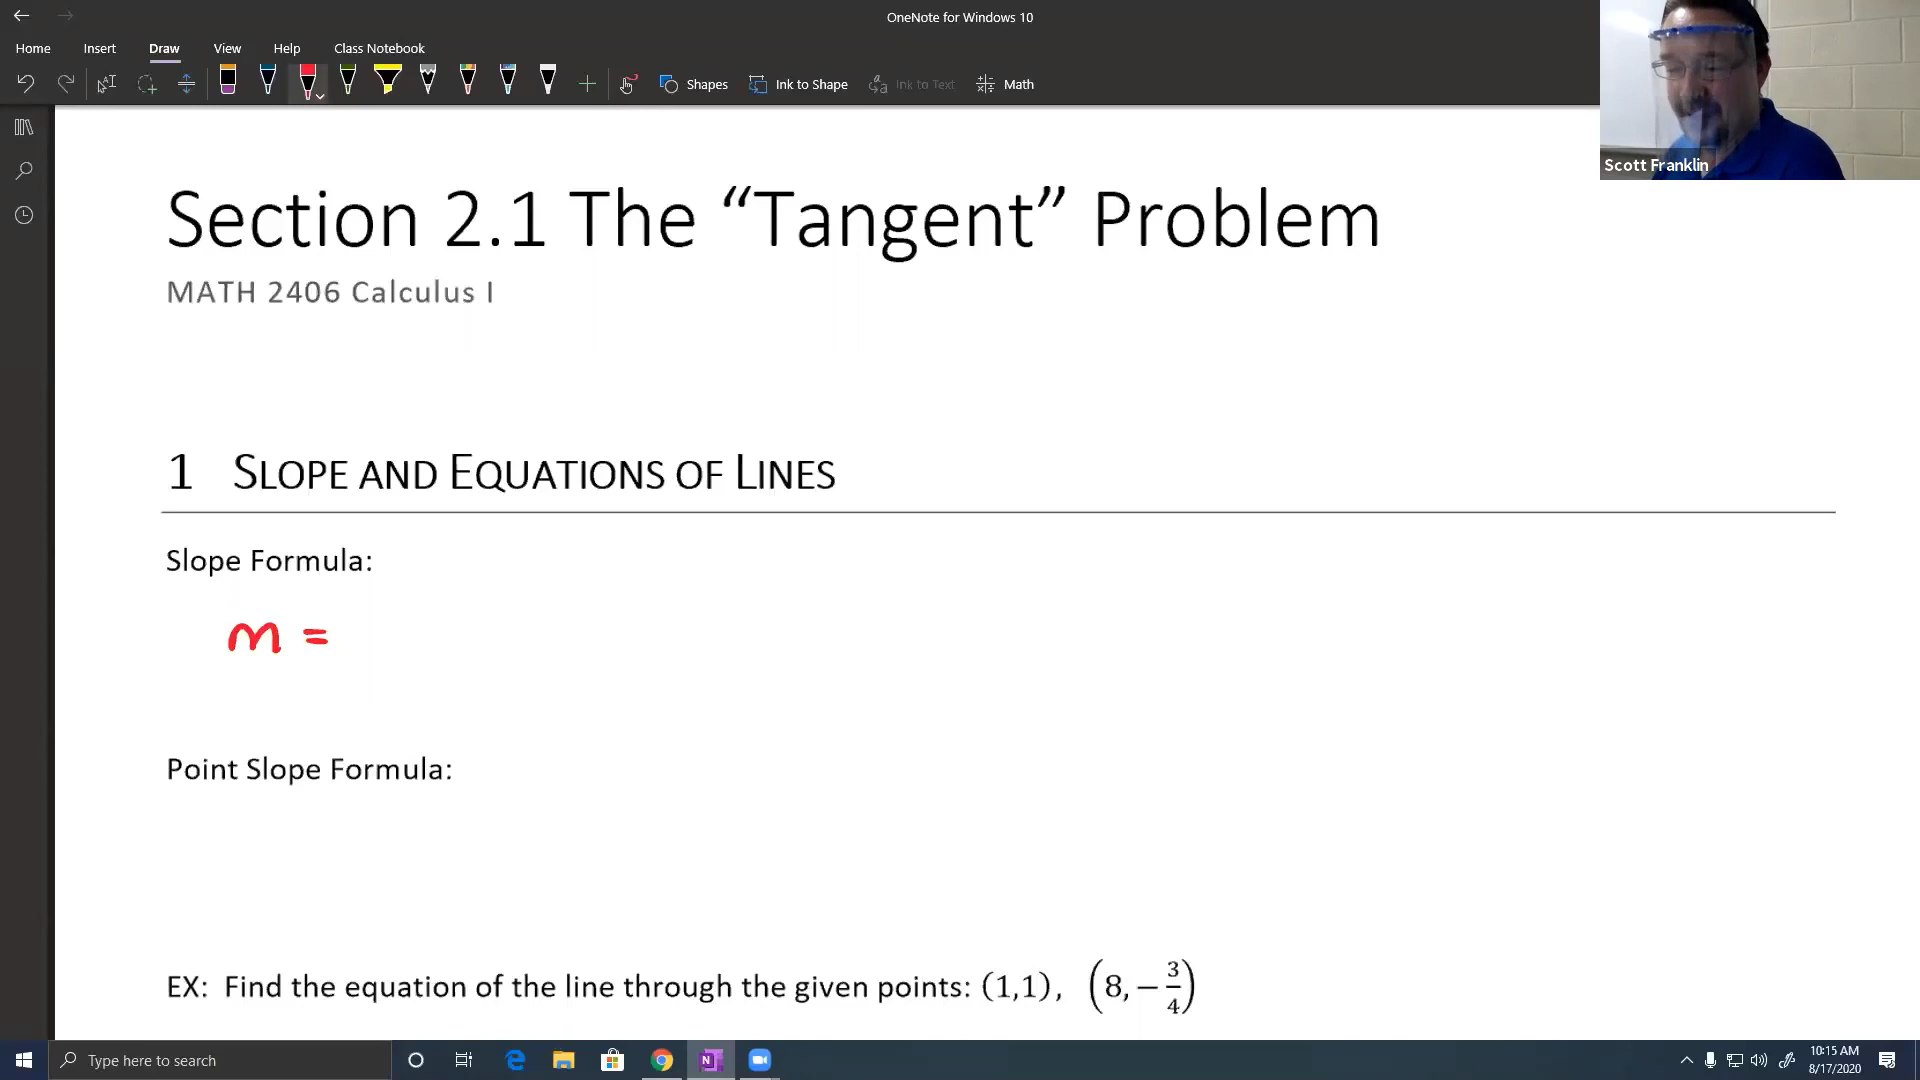 OneNote for Windows 10
Home Insert Draw View Help Class Notebook
Shapes Ink to Shape Ink to Text Math
Scott Franklin
Section 2.1 The “Tangent” Problem
MATH 2406 Calculus I
1 SLOPE AND EQUATIONS OF LINES
Slope Formula:
m =
Point Slope Formula:
EX: Find the equation of the line through the given points: (1,1), (8, −3/4)
Type here to search
10:15 AM
8/17/2020